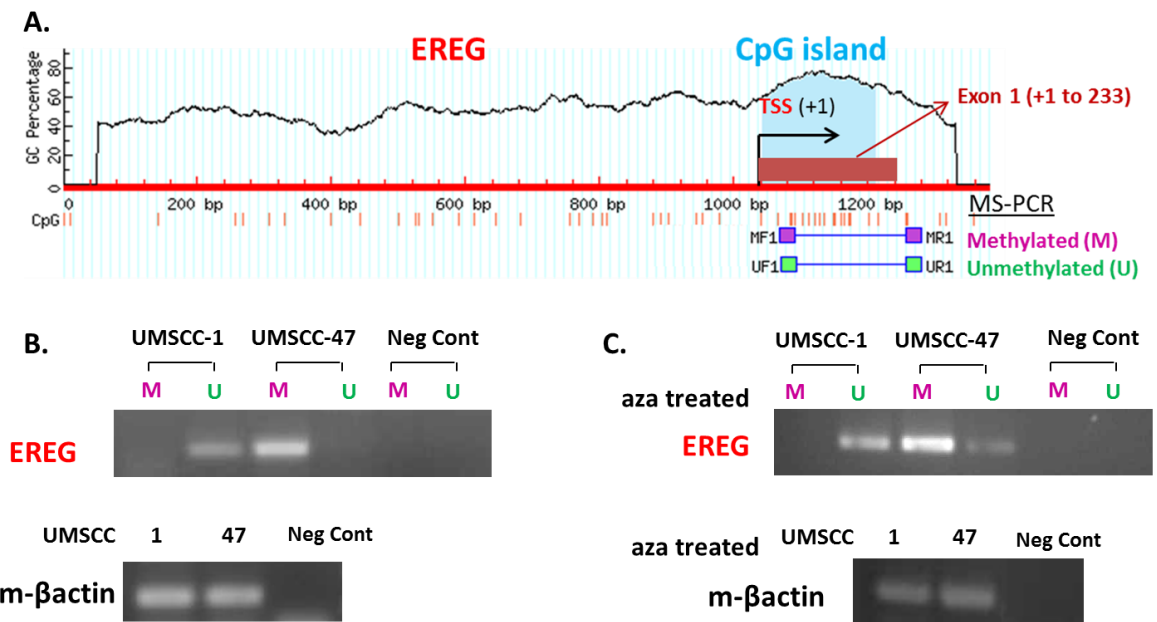 A.
EREG
CpG island
GC Percentage
80
60
40
20
0
TSS (+1)
Exon 1 (+1 to 233)
200 bp 400 bp 600 bp 800 bp 1000 bp 1200 bp
CpG
MS-PCR
MF1 MR1 Methylated (M)
UF1 UR1 Unmethylated (U)
B.
UMSCC-1 UMSCC-47 Neg Cont
M U M U M U
EREG
UMSCC 1 47 Neg Cont
m-βactin
C.
UMSCC-1 UMSCC-47 Neg Cont
M U M U M U
aza treated
EREG
aza treated UMSCC 1 47 Neg Cont
m-βactin